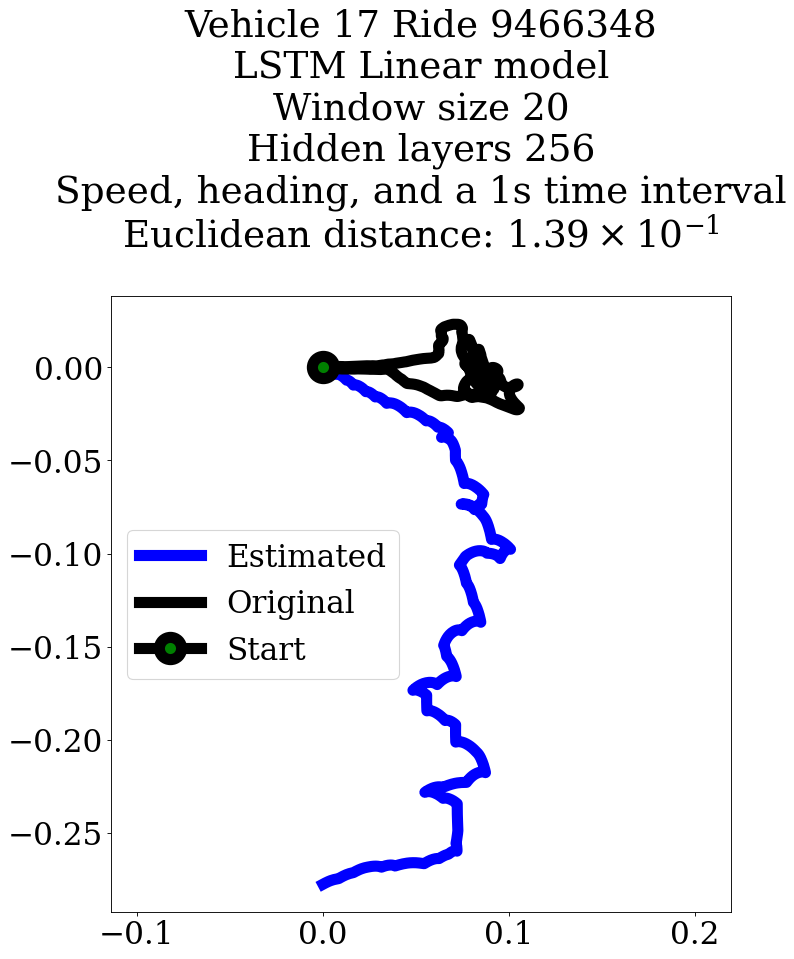 Vehicle 17 Ride 9466348
LSTM Linear model
Window size 20
Hidden layers 256
Speed, heading, and a 1s time interval
Euclidean distance: 1.39 × 10⁻¹
0.00
−0.05
−0.10
−0.15
−0.20
−0.25
Estimated
Original
Start
−0.1
0.0
0.1
0.2